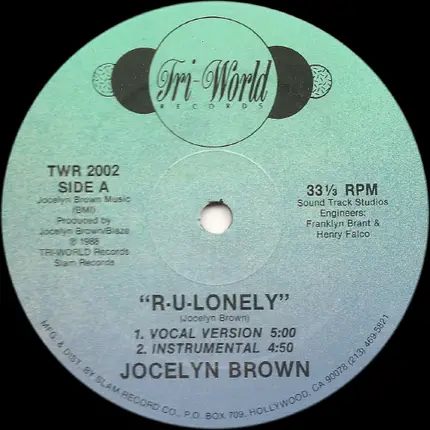 Tri-World
RECORDS
TWR 2002
SIDE A
Jocelyn Brown Music
(BMI)
Produced by
Jocelyn Brown/Blaze
℗ 1988
TRI-WORLD Records
Slam Records
33⅓ RPM
Sound Track Studios
Engineers:
Franklyn Brant &
Henry Falco
"R-U-LONELY"
(Jocelyn Brown)
1. VOCAL VERSION 5:00
2. INSTRUMENTAL 4:50
JOCELYN BROWN
MFG. & DIST. BY SLAM RECORD CO., P.O. BOX 709, HOLLYWOOD, CA 90078 (213) 469-5821